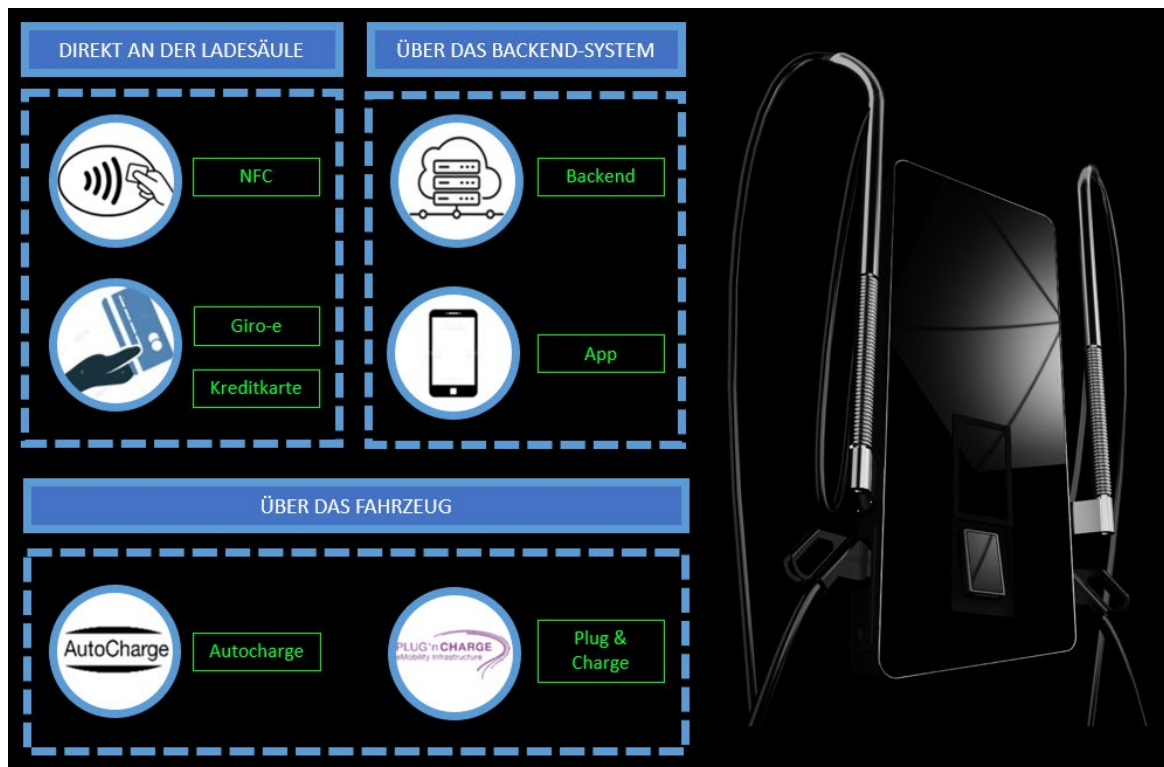 DIREKT AN DER LADESÄULE
ÜBER DAS BACKEND-SYSTEM
NFC
Backend
Giro-e
Kreditkarte
App
ÜBER DAS FAHRZEUG
AutoCharge
Autocharge
PLUG'n CHARGE
eMobility Infrastructure
Plug &
Charge